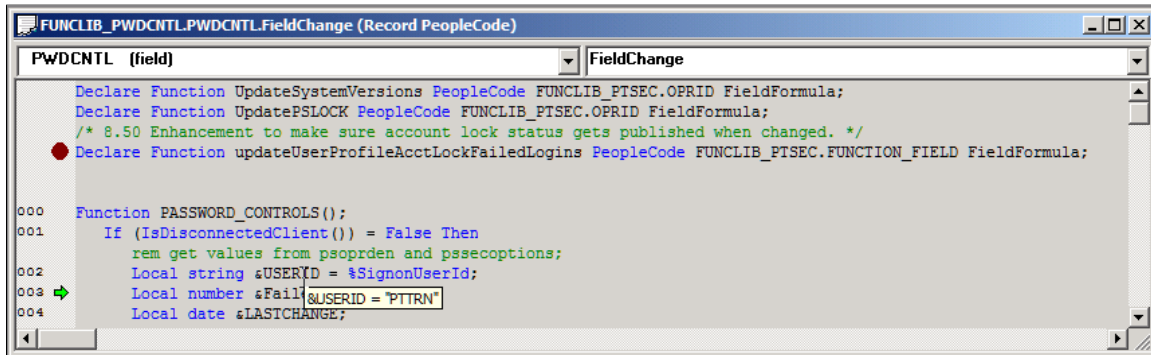 FUNCLIB_PWDCNTL.PWDCNTL.FieldChange (Record PeopleCode)
PWDCNTL (field) FieldChange
Declare Function UpdateSystemVersions PeopleCode FUNCLIB_PTSEC.OPRID FieldFormula;
Declare Function UpdatePSLOCK PeopleCode FUNCLIB_PTSEC.OPRID FieldFormula;
/* 8.50 Enhancement to make sure account lock status gets published when changed. */
Declare Function updateUserProfileAcctLockFailedLogins PeopleCode FUNCLIB_PTSEC.FUNCTION_FIELD FieldFormula;
000 Function PASSWORD_CONTROLS();
001 If (IsDisconnectedClient()) = False Then
rem get values from psoprden and pssecoptions;
002 Local string &USERID = %SignonUserId;
003 Local number &Fail
&USERID = "PTTRN"
004 Local date &LASTCHANGE;